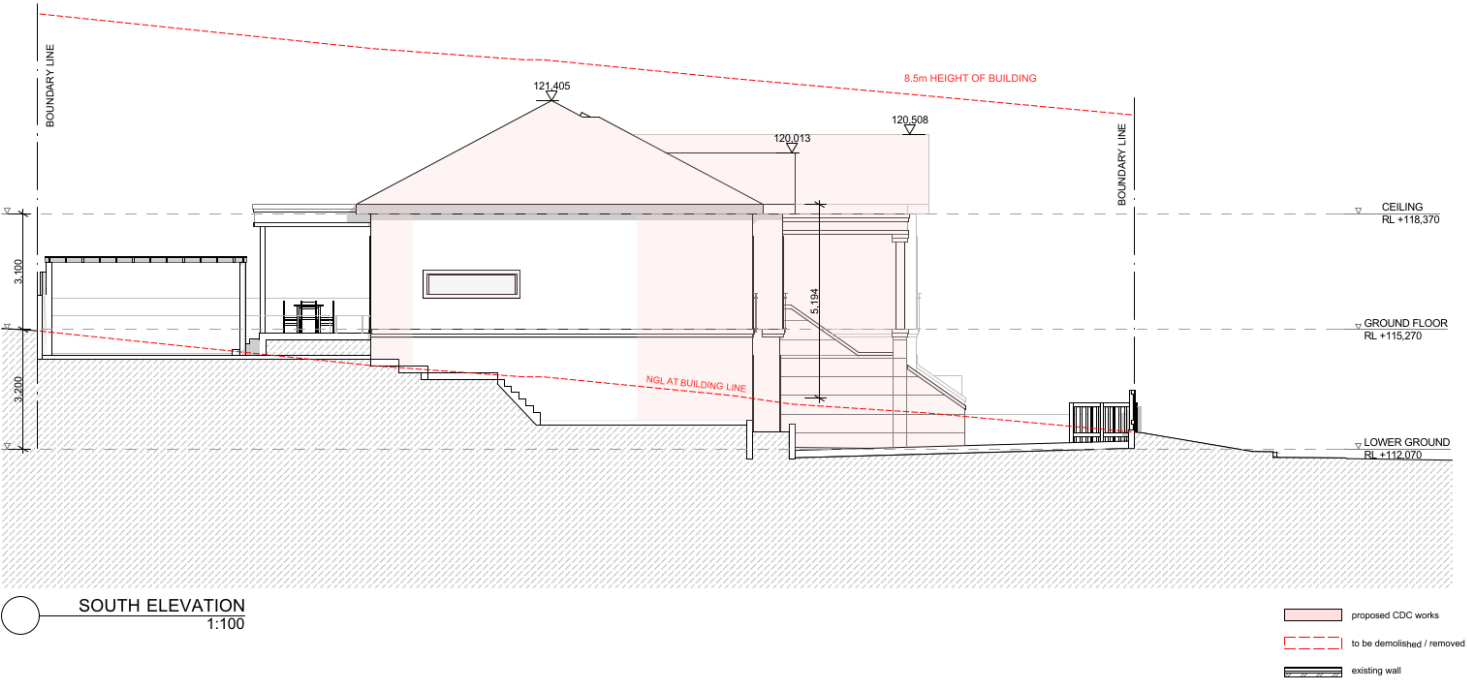 BOUNDARY LINE
8.5m HEIGHT OF BUILDING
121.405
120.508
120.013
BOUNDARY LINE
CEILING
RL +118,370
3,100
5,194
GROUND FLOOR
RL +115,270
3,200
NGL AT BUILDING LINE
LOWER GROUND
RL +112,070
SOUTH ELEVATION
1:100
proposed CDC works
to be demolished / removed
existing wall